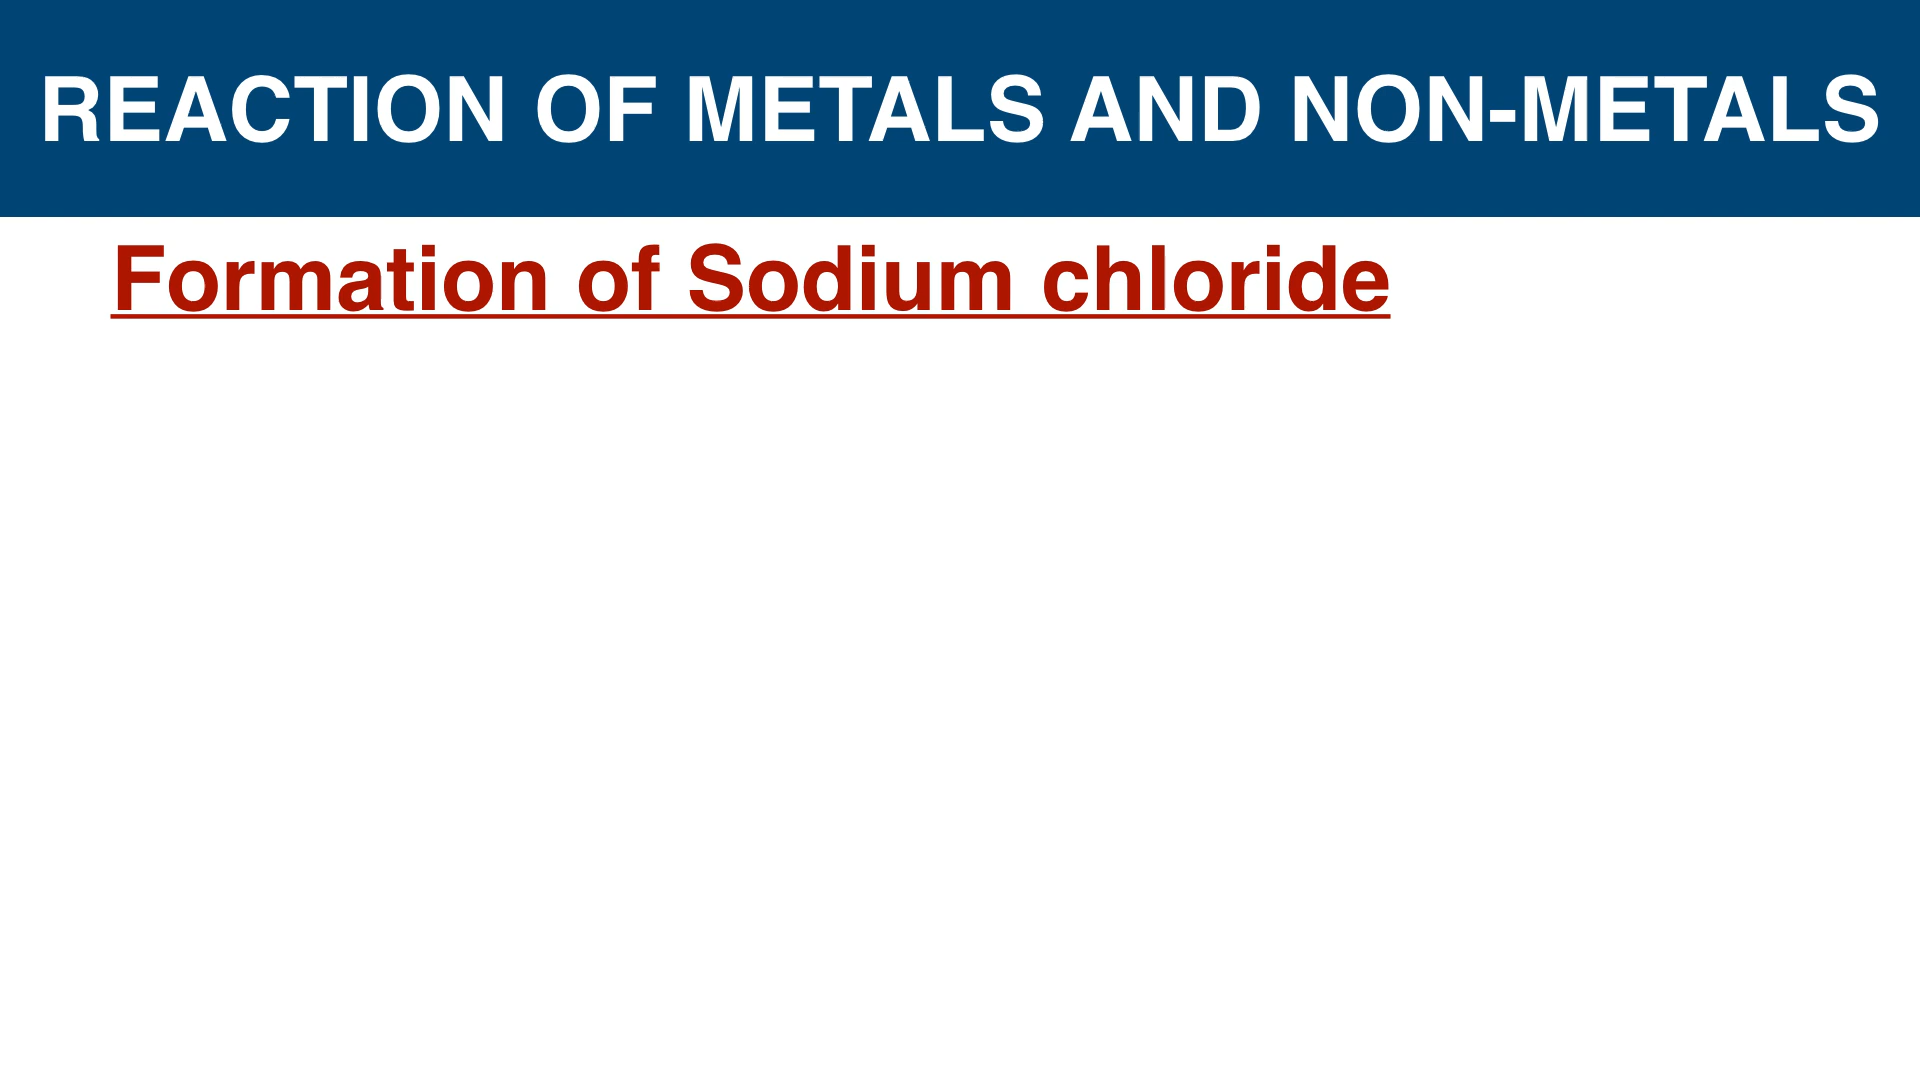 REACTION OF METALS AND NON-METALS
Formation of Sodium chloride